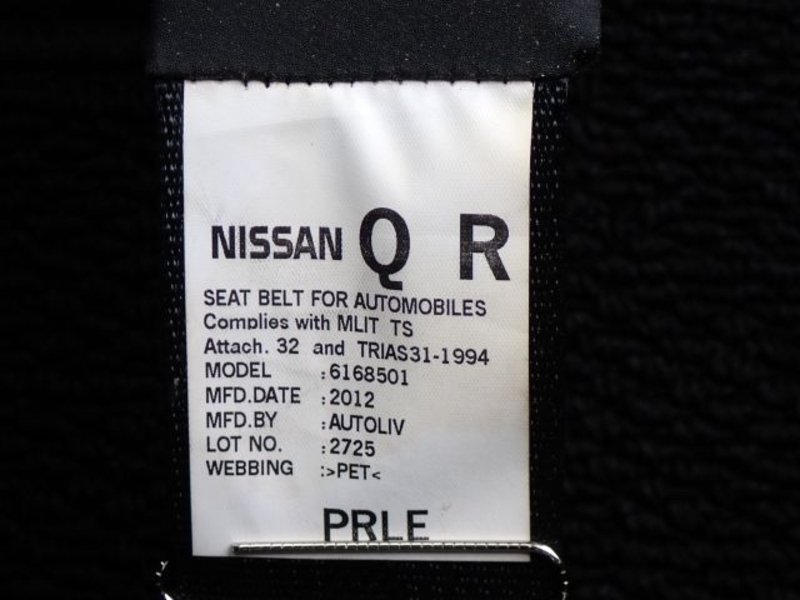 NISSAN Q R
SEAT BELT FOR AUTOMOBILES
Complies with MLIT TS
Attach. 32 and TRIAS31-1994
MODEL :6168501
MFD.DATE :2012
MFD.BY :AUTOLIV
LOT NO. :2725
WEBBING :>PET<
PRLE